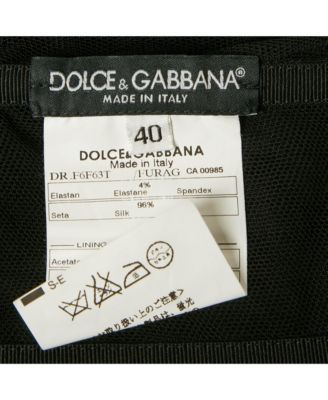 DOLCE & GABBANA®
MADE IN ITALY
40
DOLCE&GABBANA
Made in Italy
DR .F6F63T /FURAG CA 00985
4%
Elastan Elastane Spandex
96%
Seta Silk
LINING
Acetato
S-E